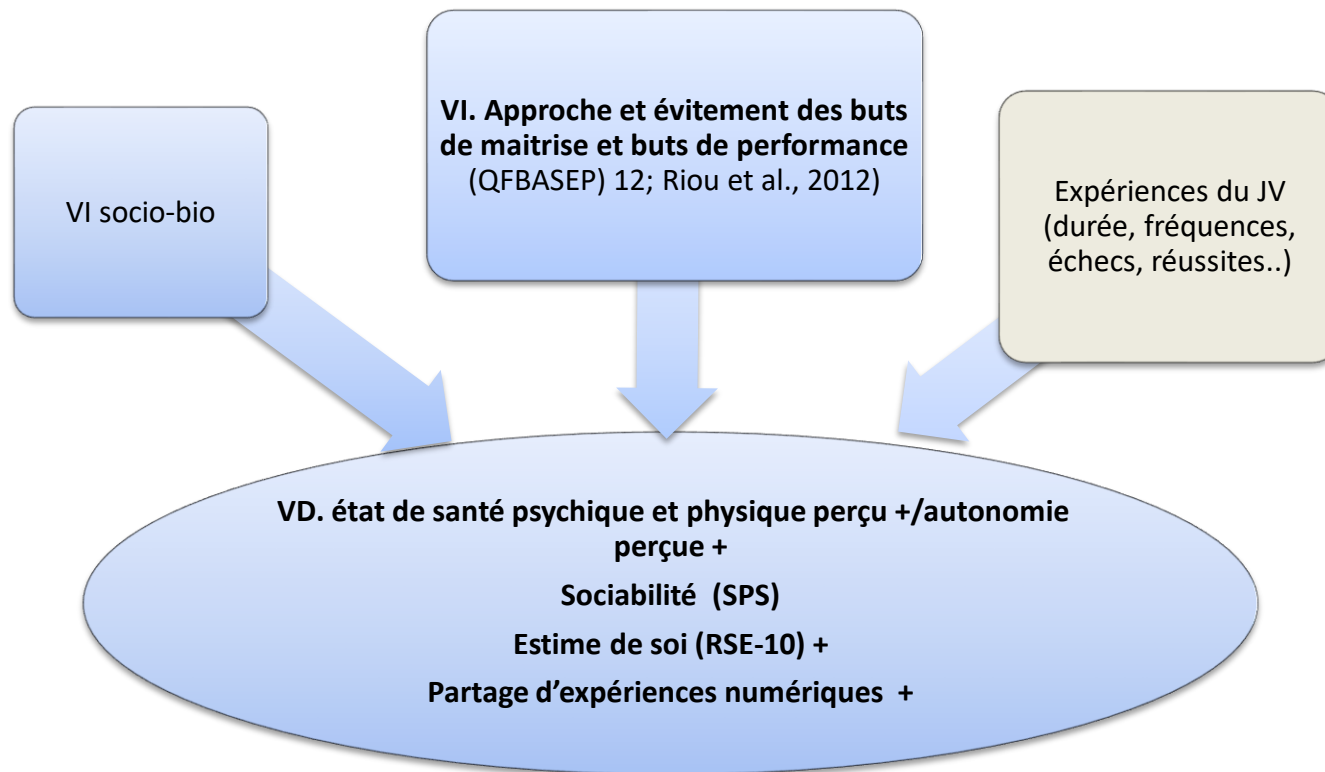 VI socio-bio
VI. Approche et évitement des buts
de maitrise et buts de performance
(QFBASEP) 12; Riou et al., 2012)
Expériences du JV
(durée, fréquences,
échecs, réussites..)
VD. état de santé psychique et physique perçu +/autonomie
perçue +
Sociabilité (SPS)
Estime de soi (RSE-10) +
Partage d’expériences numériques +